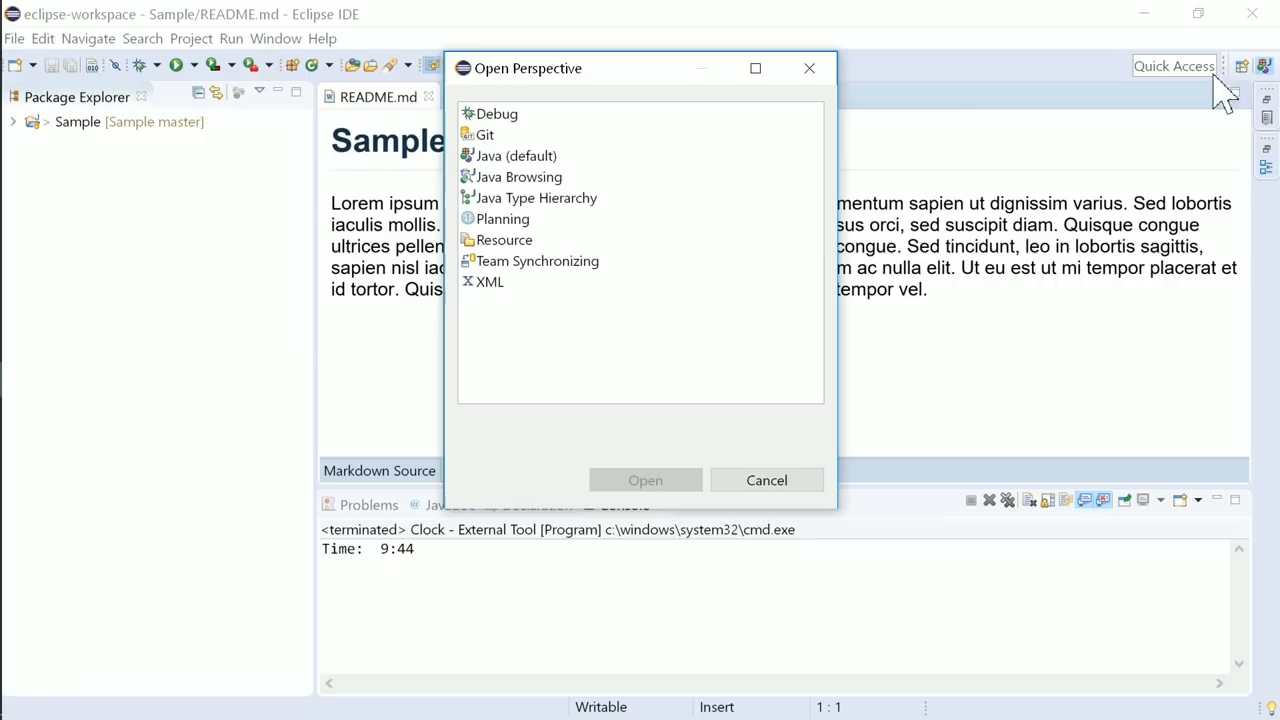 eclipse-workspace - Sample/README.md - Eclipse IDE
File Edit Navigate Search Project Run Window Help
Quick Access
Package Explorer
> Sample [Sample master]
README.md
Sample
Lorem ipsum
iaculis mollis.
ultrices pellen
sapien nisl iac
id tortor. Quis
mentum sapien ut dignissim varius. Sed lobortis
sus orci, sed suscipit diam. Quisque congue
congue. Sed tincidunt, leo in lobortis sagittis,
m ac nulla elit. Ut eu est ut mi tempor placerat et
tempor vel.
Open Perspective
Debug
Git
Java (default)
Java Browsing
Java Type Hierarchy
Planning
Resource
Team Synchronizing
XML
Open Cancel
Markdown Source
Problems @
<terminated> Clock - External Tool [Program] c:\windows\system32\cmd.exe
Time: 9:44
Writable Insert 1 : 1